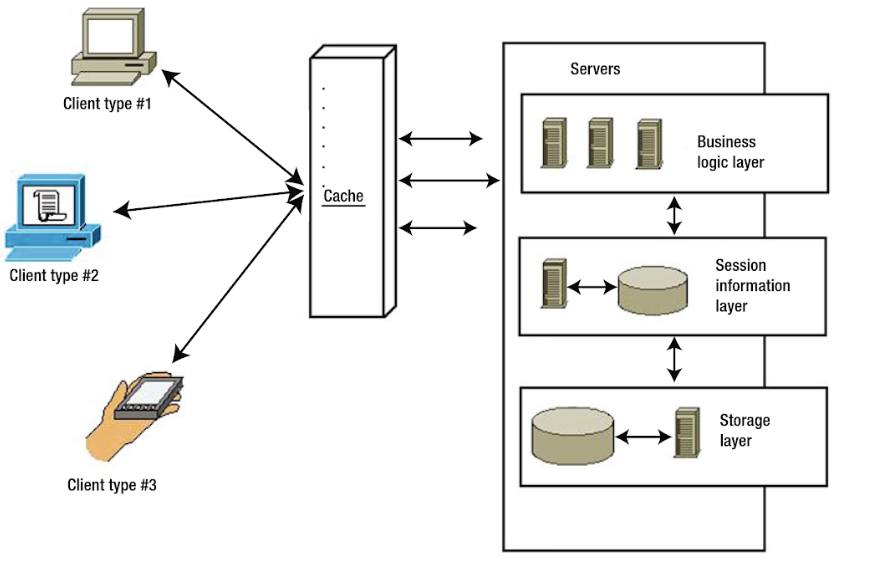 Client type #1
Client type #2
Client type #3
Cache
Servers
Business
logic layer
Session
information
layer
Storage
layer